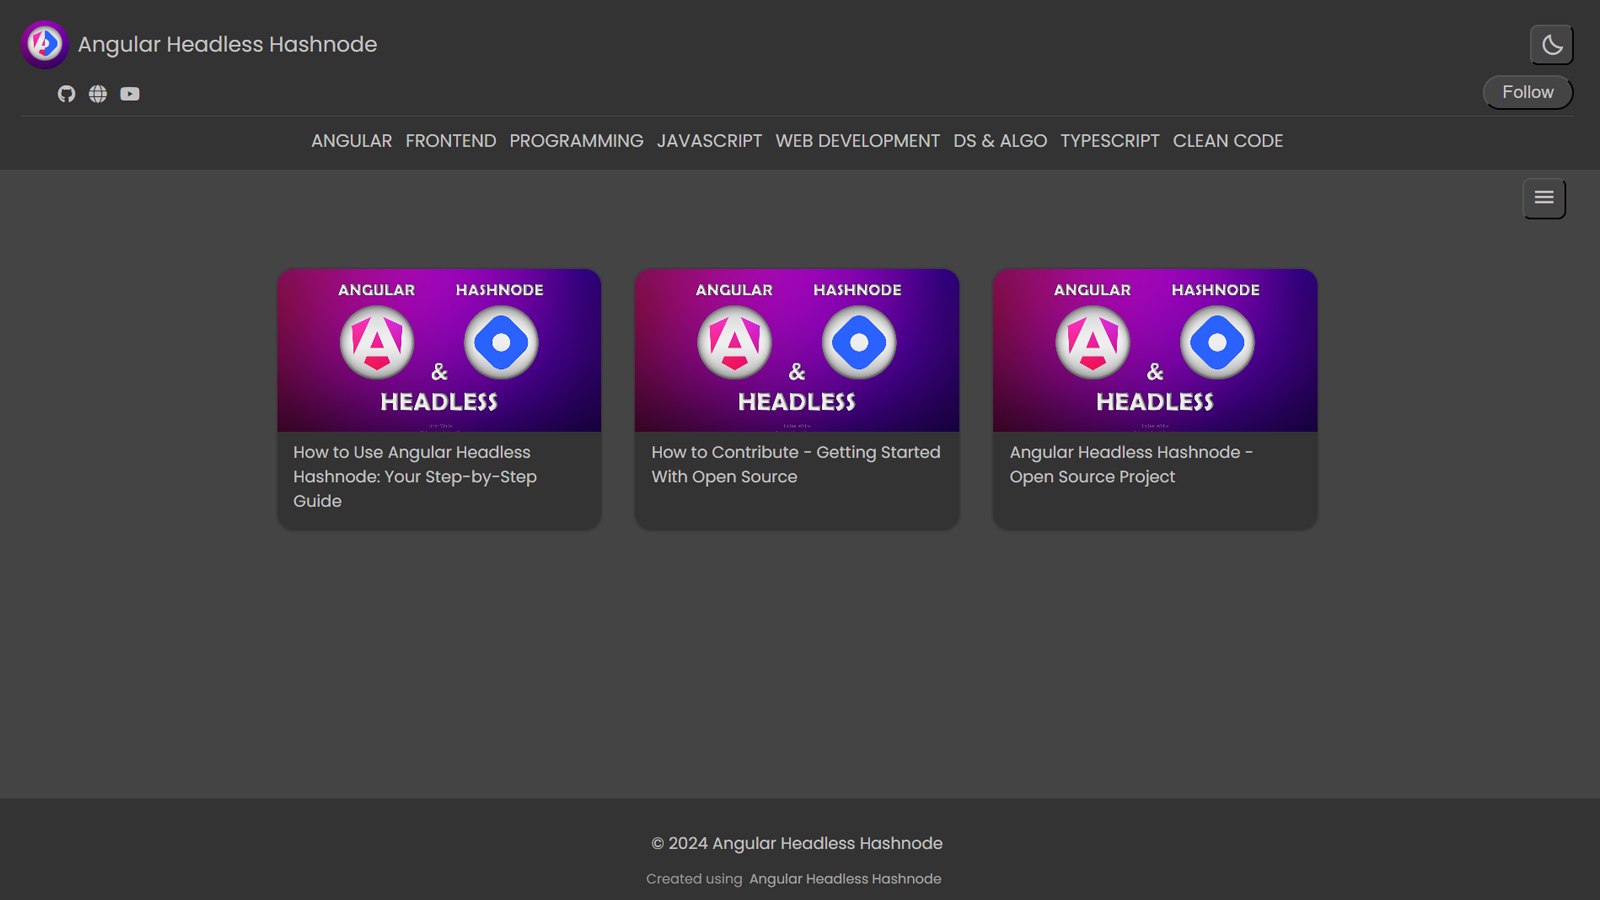 Angular Headless Hashnode
Follow
ANGULAR FRONTEND PROGRAMMING JAVASCRIPT WEB DEVELOPMENT DS & ALGO TYPESCRIPT CLEAN CODE
ANGULAR HASHNODE
&
HEADLESS
How to Use Angular Headless
Hashnode: Your Step-by-Step
Guide
ANGULAR HASHNODE
&
HEADLESS
How to Contribute - Getting Started
With Open Source
ANGULAR HASHNODE
&
HEADLESS
Angular Headless Hashnode -
Open Source Project
© 2024 Angular Headless Hashnode
Created using Angular Headless Hashnode